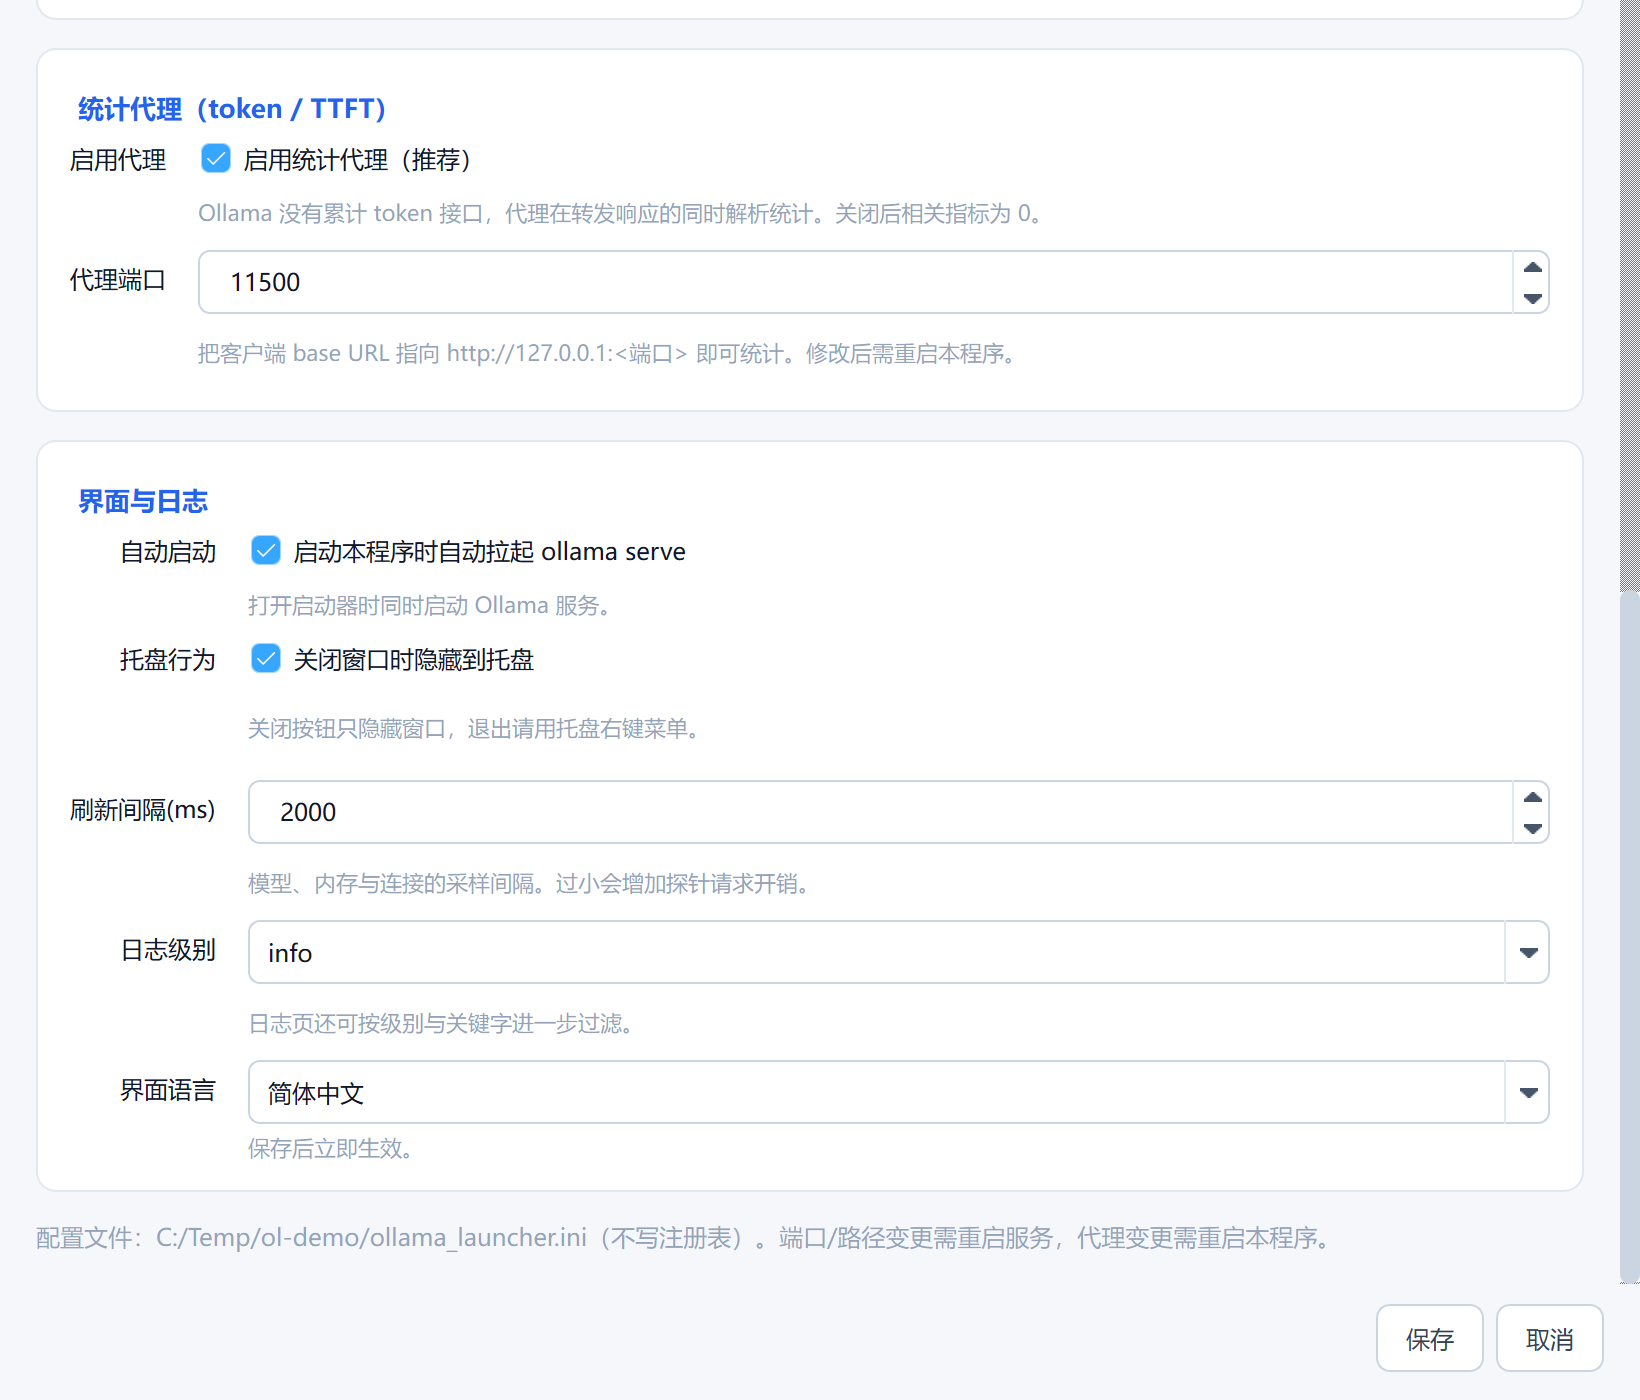 统计代理（token / TTFT）
启用代理 启用统计代理（推荐）
Ollama 没有累计 token 接口，代理在转发响应的同时解析统计。关闭后相关指标为 0。
代理端口 11500
把客户端 base URL 指向 http://127.0.0.1:<端口> 即可统计。修改后需重启本程序。
界面与日志
自动启动 启动本程序时自动拉起 ollama serve
打开启动器时同时启动 Ollama 服务。
托盘行为 关闭窗口时隐藏到托盘
关闭按钮只隐藏窗口，退出请用托盘右键菜单。
刷新间隔(ms) 2000
模型、内存与连接的采样间隔。过小会增加探针请求开销。
日志级别 info
日志页还可按级别与关键字进一步过滤。
界面语言 简体中文
保存后立即生效。
配置文件：C:/Temp/ol-demo/ollama_launcher.ini（不写注册表）。端口/路径变更需重启服务，代理变更需重启本程序。
保存 取消